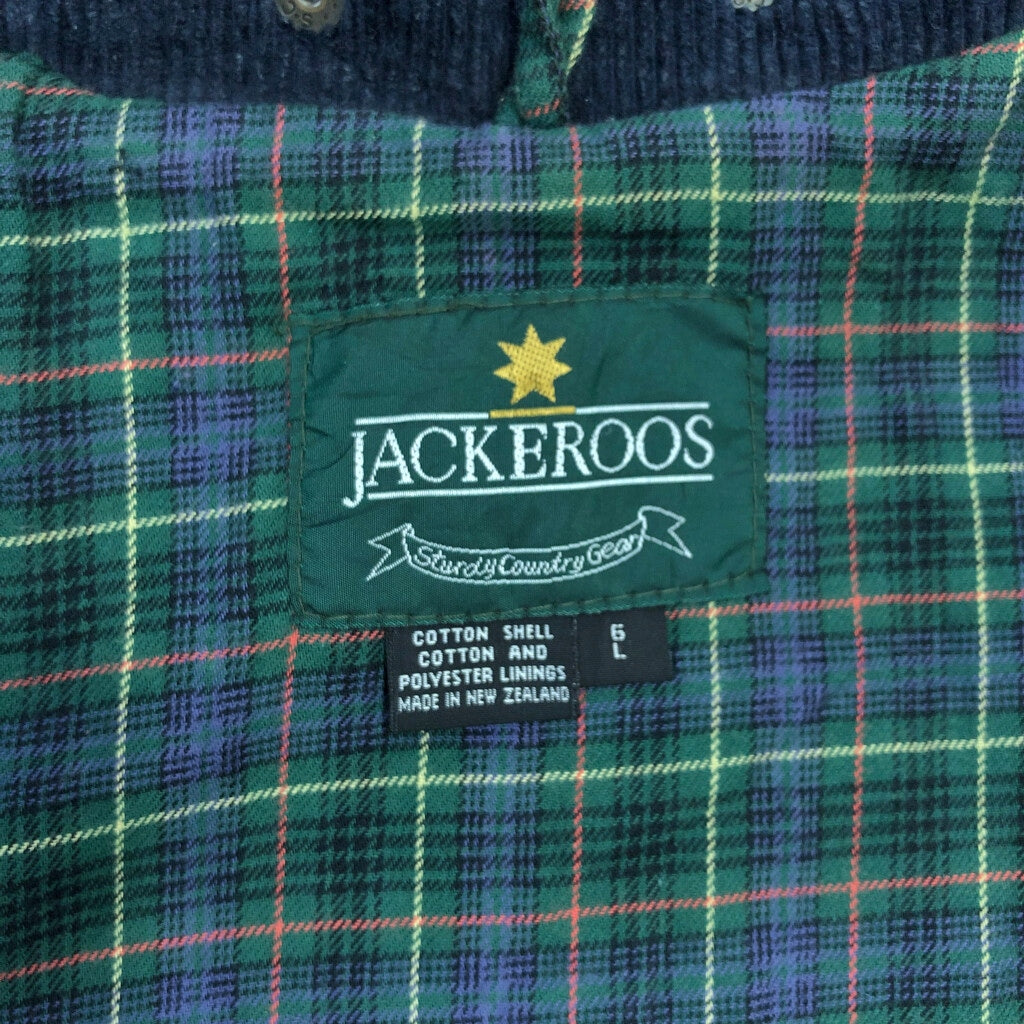 JACKEROOS
Sturdy Country Gear
COTTON SHELL
COTTON AND
POLYESTER LININGS
MADE IN NEW ZEALAND
6
L